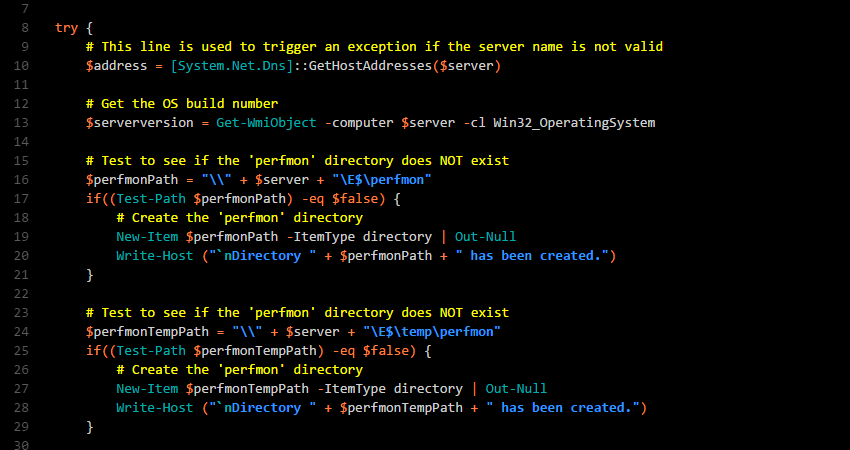 7
8 try {
9 # This line is used to trigger an exception if the server name is not valid
10 $address = [System.Net.Dns]::GetHostAddresses($server)
11
12 # Get the OS build number
13 $serverversion = Get-WmiObject -computer $server -cl Win32_OperatingSystem
14
15 # Test to see if the 'perfmon' directory does NOT exist
16 $perfmonPath = "\\" + $server + "\E$\perfmon"
17 if((Test-Path $perfmonPath) -eq $false) {
18 # Create the 'perfmon' directory
19 New-Item $perfmonPath -ItemType directory | Out-Null
20 Write-Host ("`nDirectory " + $perfmonPath + " has been created.")
21 }
22
23 # Test to see if the 'perfmon' directory does NOT exist
24 $perfmonTempPath = "\\" + $server + "\E$\temp\perfmon"
25 if((Test-Path $perfmonTempPath) -eq $false) {
26 # Create the 'perfmon' directory
27 New-Item $perfmonTempPath -ItemType directory | Out-Null
28 Write-Host ("`nDirectory " + $perfmonTempPath + " has been created.")
29 }
30